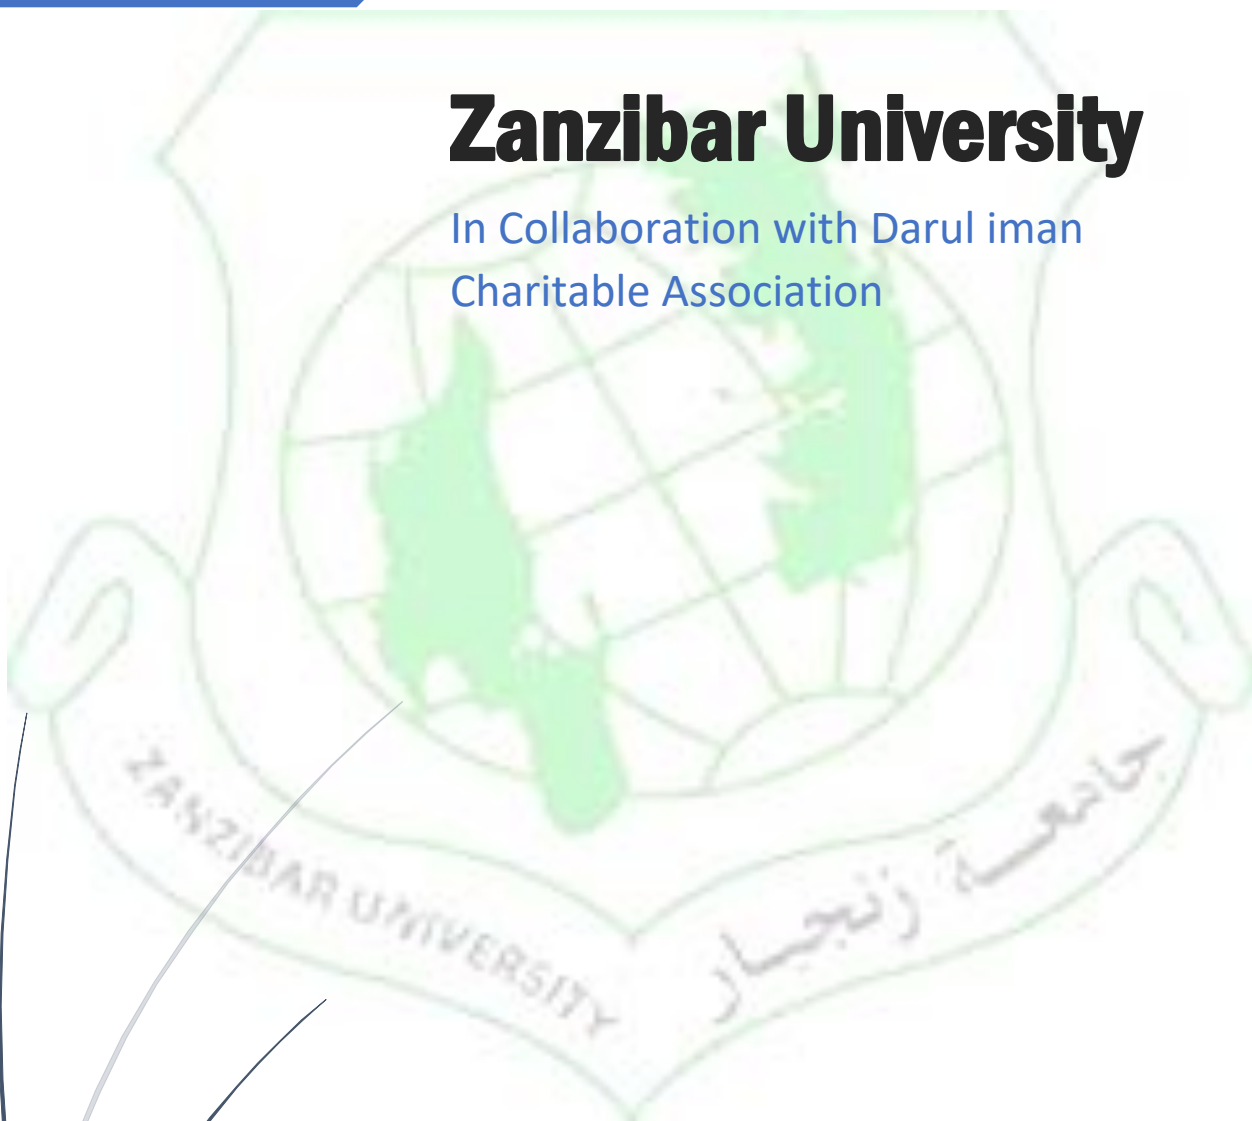 Zanzibar University
In Collaboration with Darul iman
Charitable Association
ZANZIBAR UNIVERSITY
جامعة زنجبار